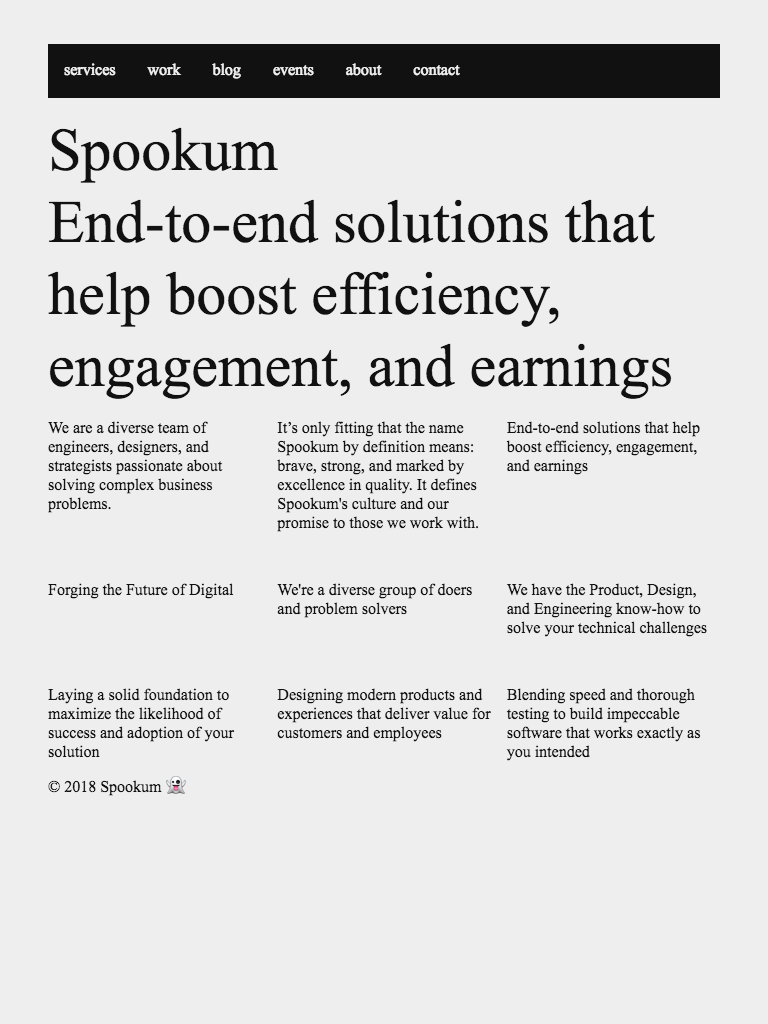 services work blog events about contact
Spookum
End-to-end solutions that
help boost efficiency,
engagement, and earnings
We are a diverse team of
engineers, designers, and
strategists passionate about
solving complex business
problems.
It’s only fitting that the name
Spookum by definition means:
brave, strong, and marked by
excellence in quality. It defines
Spookum's culture and our
promise to those we work with.
End-to-end solutions that help
boost efficiency, engagement,
and earnings
Forging the Future of Digital
We're a diverse group of doers
and problem solvers
We have the Product, Design,
and Engineering know-how to
solve your technical challenges
Laying a solid foundation to
maximize the likelihood of
success and adoption of your
solution
Designing modern products and
experiences that deliver value for
customers and employees
Blending speed and thorough
testing to build impeccable
software that works exactly as
you intended
© 2018 Spookum 👻